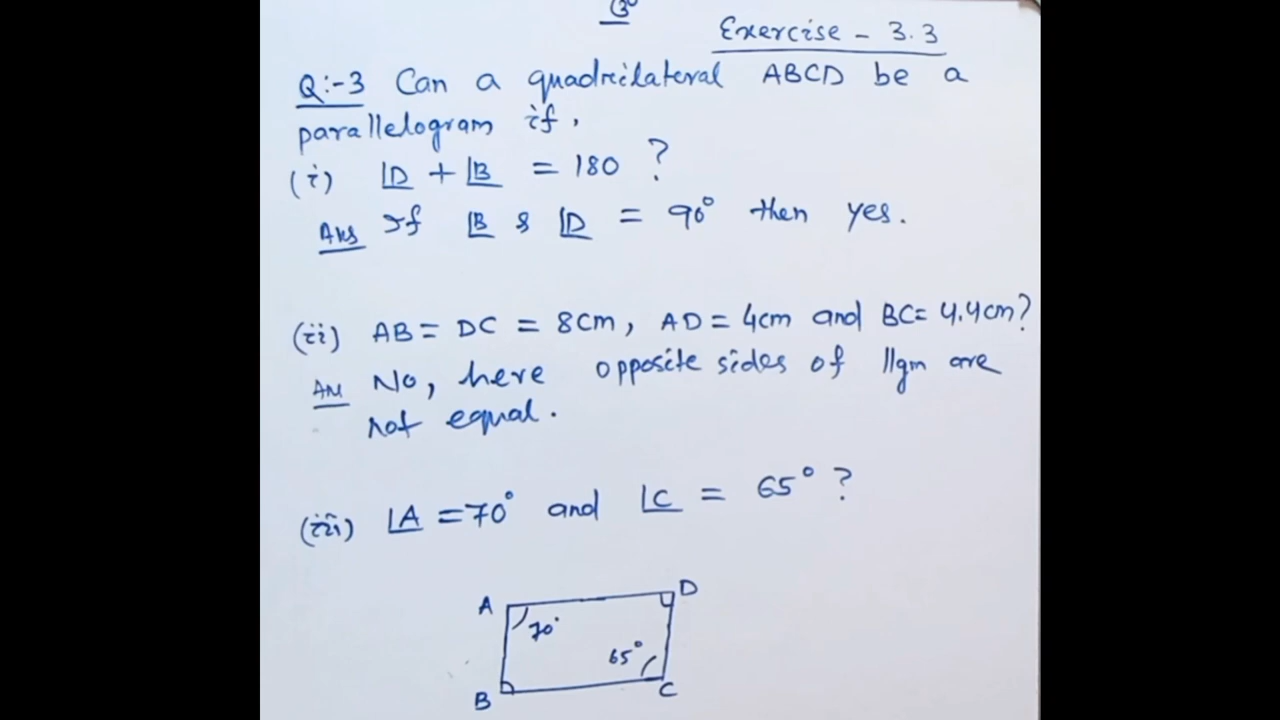 3°
Exercise - 3.3
Q:-3 Can a quadrilateral ABCD be a
parallelogram if,
(i) ∠D + ∠B = 180 ?
Ans If ∠B & ∠D = 90° then yes.
(ii) AB = DC = 8cm, AD = 4cm and BC = 4.4cm?
An No, here opposite sides of ||gm are
not equal.
(iii) ∠A = 70° and ∠C = 65° ?
A D
70°
65°
B C